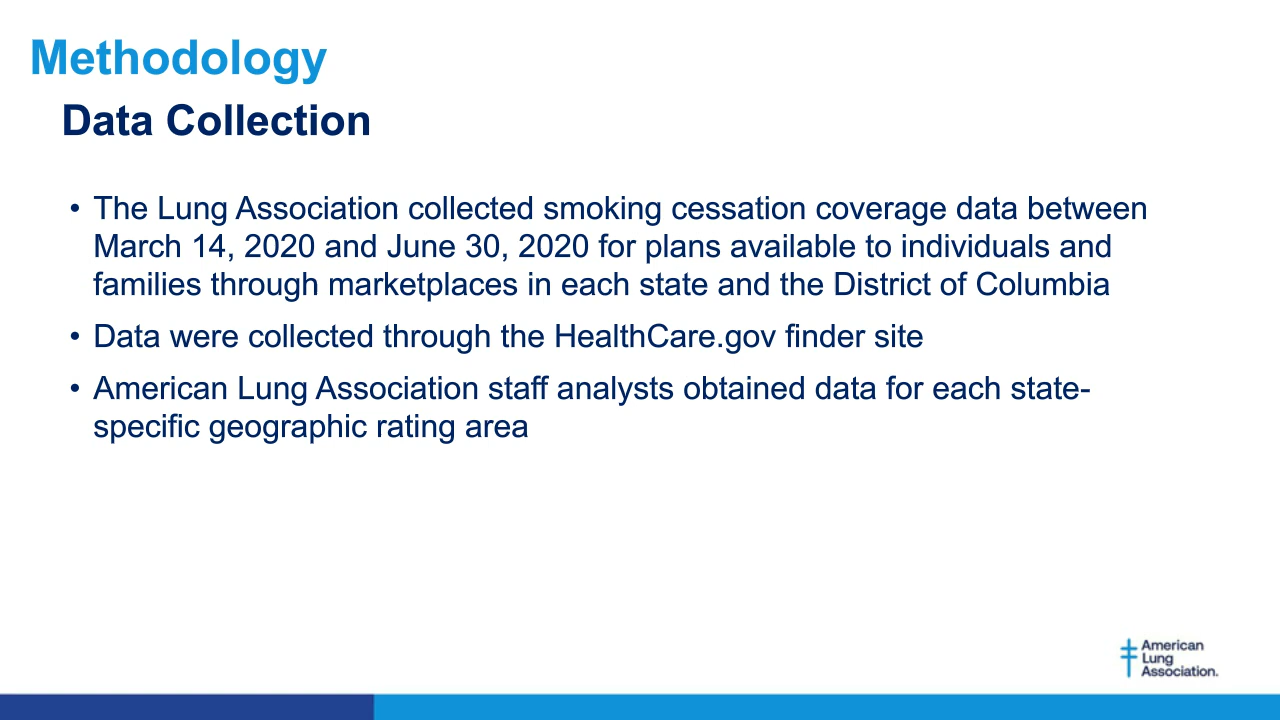 Methodology
Data Collection
• The Lung Association collected smoking cessation coverage data between
March 14, 2020 and June 30, 2020 for plans available to individuals and
families through marketplaces in each state and the District of Columbia
• Data were collected through the HealthCare.gov finder site
• American Lung Association staff analysts obtained data for each state-
specific geographic rating area
American
Lung
Association.